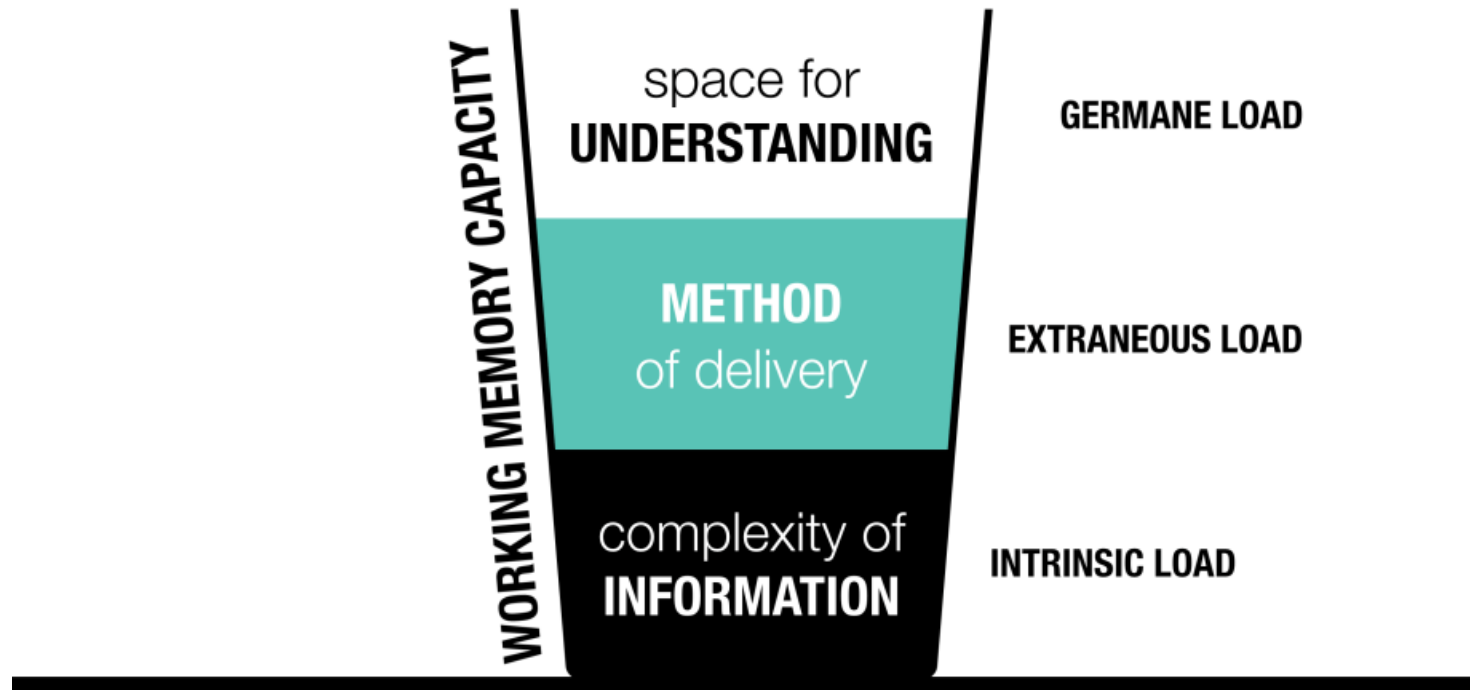 WORKING MEMORY CAPACITY
space for
UNDERSTANDING
GERMANE LOAD
METHOD
of delivery
EXTRANEOUS LOAD
complexity of
INFORMATION
INTRINSIC LOAD